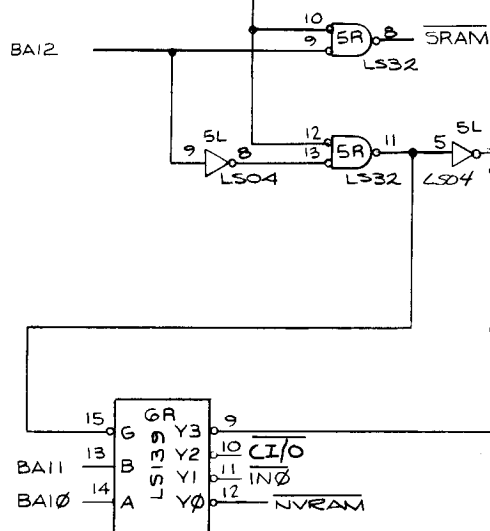 10
5R
8
SRAM
BA12
9
LS32
5L
12
11
5
5L
9
8
13
5R
LS04
LS32
LS04
15
G
6R
Y3
9
LS139
Y2
10
CI/O
BA11
13
B
Y1
11
INØ
BA1Ø
14
A
YØ
12
NVRAM